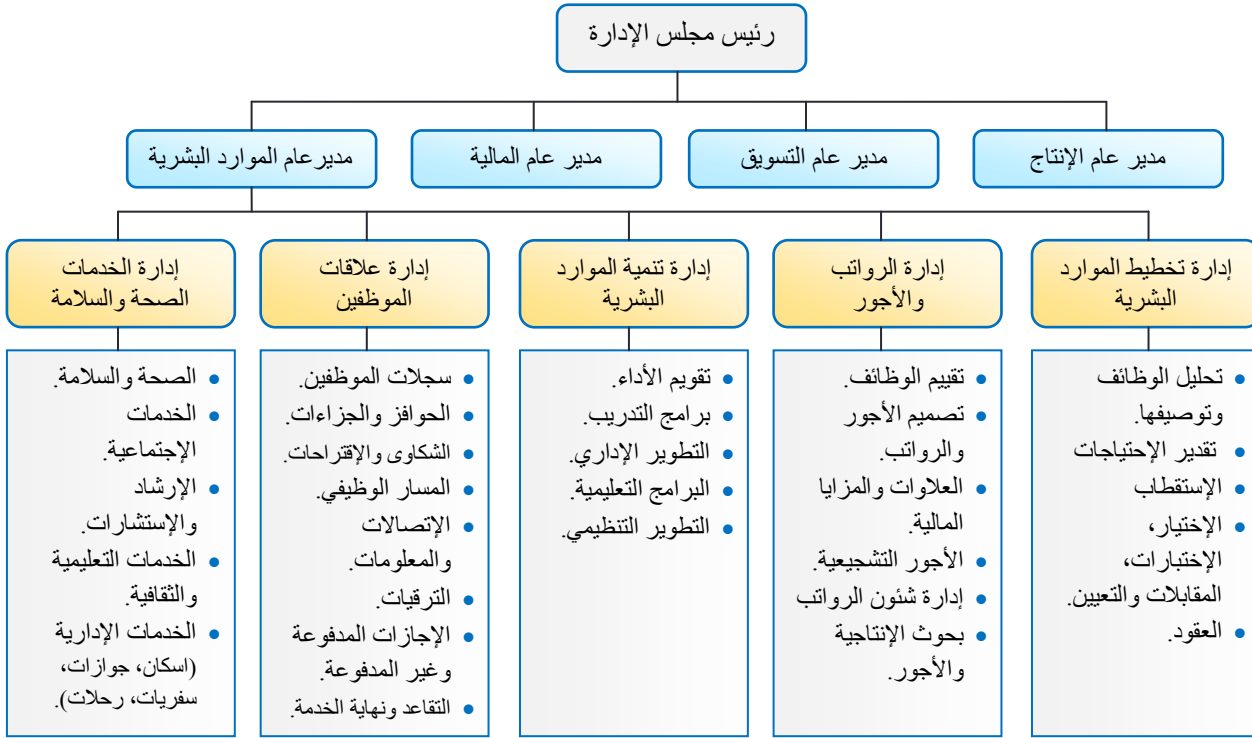 رئيس مجلس الإدارة
مدير عام الإنتاج
مدير عام التسويق
مدير عام المالية
مديرعام الموارد البشرية
إدارة تخطيط الموارد
البشرية
إدارة الرواتب
والأجور
إدارة تنمية الموارد
البشرية
إدارة علاقات
الموظفين
إدارة الخدمات
الصحة والسلامة
• تحليل الوظائف
وتوصيفها.
• تقدير الإحتياجات
• الإستقطاب
• الإختيار،
الإختبارات،
المقابلات والتعيين.
• العقود.
• تقييم الوظائف.
• تصميم الأجور
والرواتب.
• العلاوات والمزايا
المالية.
• الأجور التشجيعية.
• إدارة شئون الرواتب
• بحوث الإنتاجية
والأجور.
• تقويم الأداء.
• برامج التدريب.
• التطوير الإداري.
• البرامج التعليمية.
• التطوير التنظيمي.
• سجلات الموظفين.
• الحوافز والجزاءات.
• الشكاوى والإقتراحات.
• المسار الوظيفي.
• الإتصالات
والمعلومات.
• الترقيات.
• الإجازات المدفوعة
وغير المدفوعة.
• التقاعد ونهاية الخدمة.
• الصحة والسلامة.
• الخدمات
الإجتماعية.
• الإرشاد
والإستشارات.
• الخدمات التعليمية
والثقافية.
• الخدمات الإدارية
(اسكان، جوازات،
سفريات، رحلات).